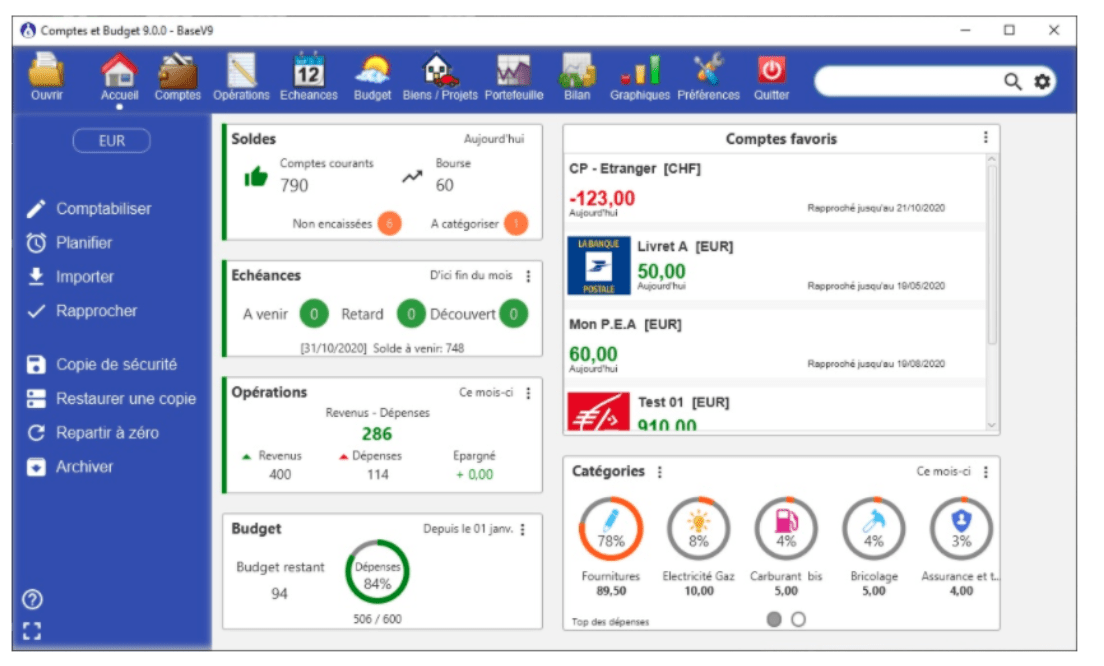 Comptes et Budget 9.0.0 - BaseV9
Ouvrir Accueil Comptes Opérations Echeances Budget Biens / Projets Portefeuille Bilan Graphiques Préférences Quitter
12
EUR
Comptabiliser
Planifier
Importer
Rapprocher
Copie de sécurité
Restaurer une copie
Repartir à zéro
Archiver
Soldes Aujourd'hui
Comptes courants Bourse
790 60
Non encaissées 6 A catégoriser 1
Echéances D'ici fin du mois
A venir 0 Retard 0 Découvert 0
[31/10/2020] Solde à venir: 748
Opérations Ce mois-ci
Revenus - Dépenses
286
Revenus Dépenses Epargné
400 114 + 0,00
Budget Depuis le 01 janv.
Budget restant
94
Dépenses
84%
506 / 600
Comptes favoris
CP - Etranger [CHF]
-123,00
Aujourd'hui Rapproché jusqu'au 21/10/2020
LA BANQUE
POSTALE
Livret A [EUR]
50,00
Aujourd'hui Rapproché jusqu'au 19/05/2020
Mon P.E.A [EUR]
60,00
Aujourd'hui Rapproché jusqu'au 19/08/2020
Test 01 [EUR]
910,00
Catégories Ce mois-ci
78% 8% 4% 4% 3%
Fournitures Electricité Gaz Carburant bis Bricolage Assurance et t...
89,50 10,00 5,00 5,00 4,00
Top des dépenses